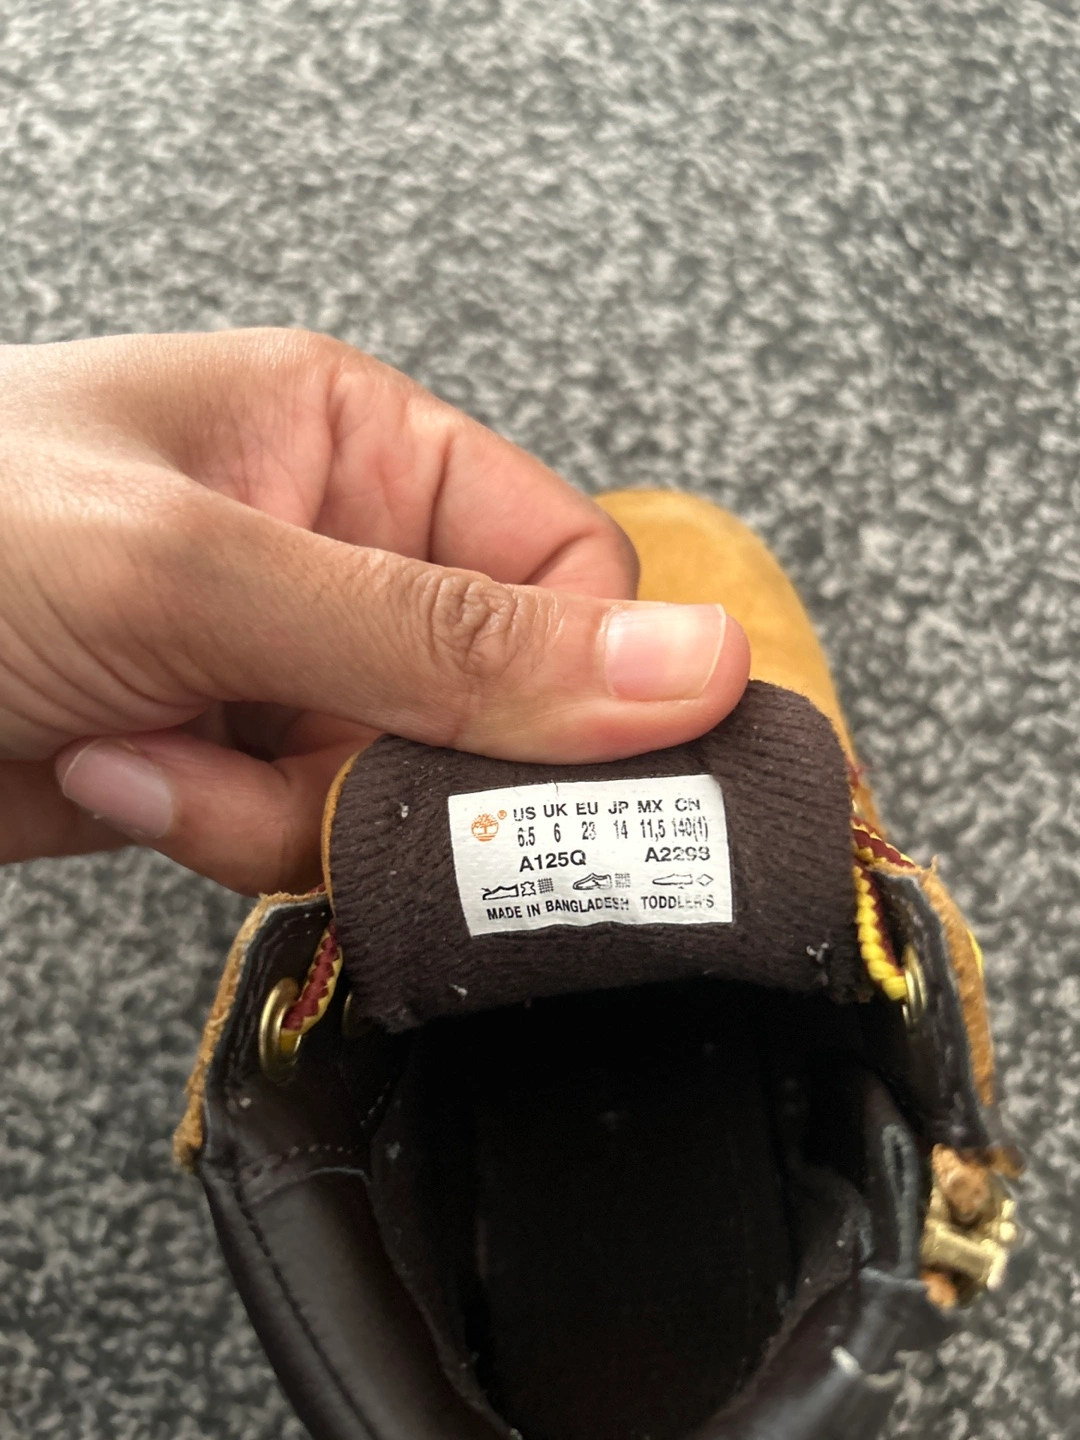 ® US UK EU JP MX CN
6.5 6 23 14 11,5 140(1)
A125Q A2293
MADE IN BANGLADESH TODDLER'S